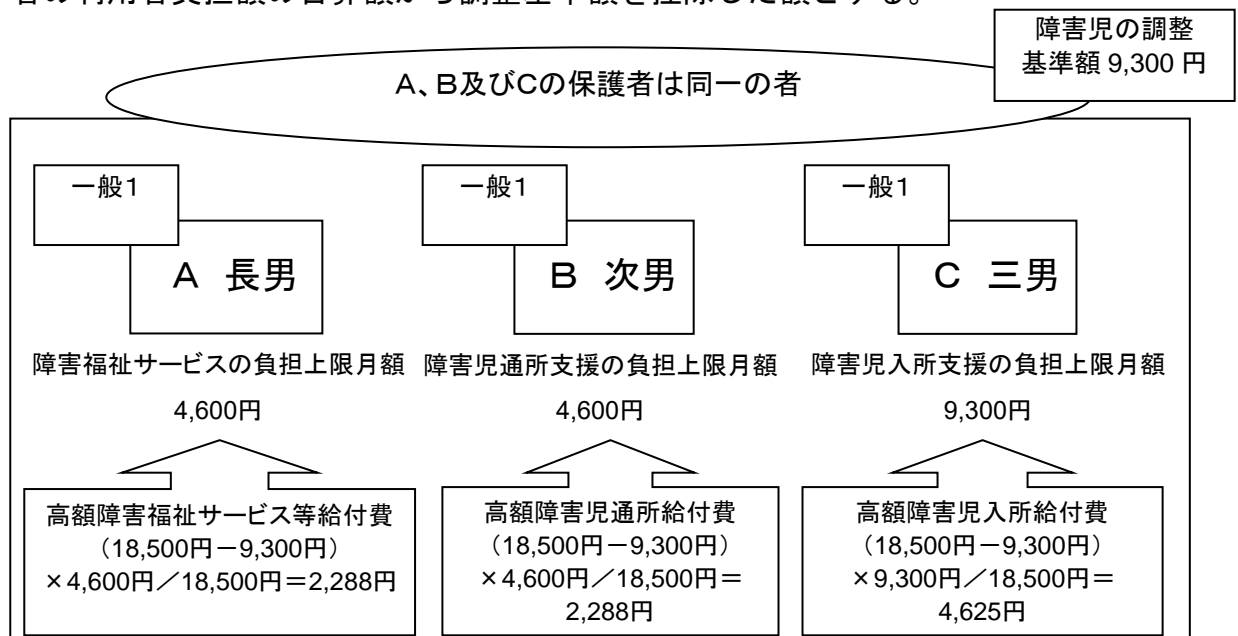 者の利用者負担額の合算額から調整基準額を控除した額とする。
障害児の調整
基準額 9,300 円
A、B及びCの保護者は同一の者
一般1
A 長男
障害福祉サービスの負担上限月額
4,600円
高額障害福祉サービス等給付費
（18,500円－9,300円）
×4,600円／18,500円＝2,288円
一般1
B 次男
障害児通所支援の負担上限月額
4,600円
高額障害児通所給付費
（18,500円－9,300円）
×4,600円／18,500円＝
2,288円
一般1
C 三男
障害児入所支援の負担上限月額
9,300円
高額障害児入所給付費
（18,500円－9,300円）
×9,300円／18,500円＝
4,625円